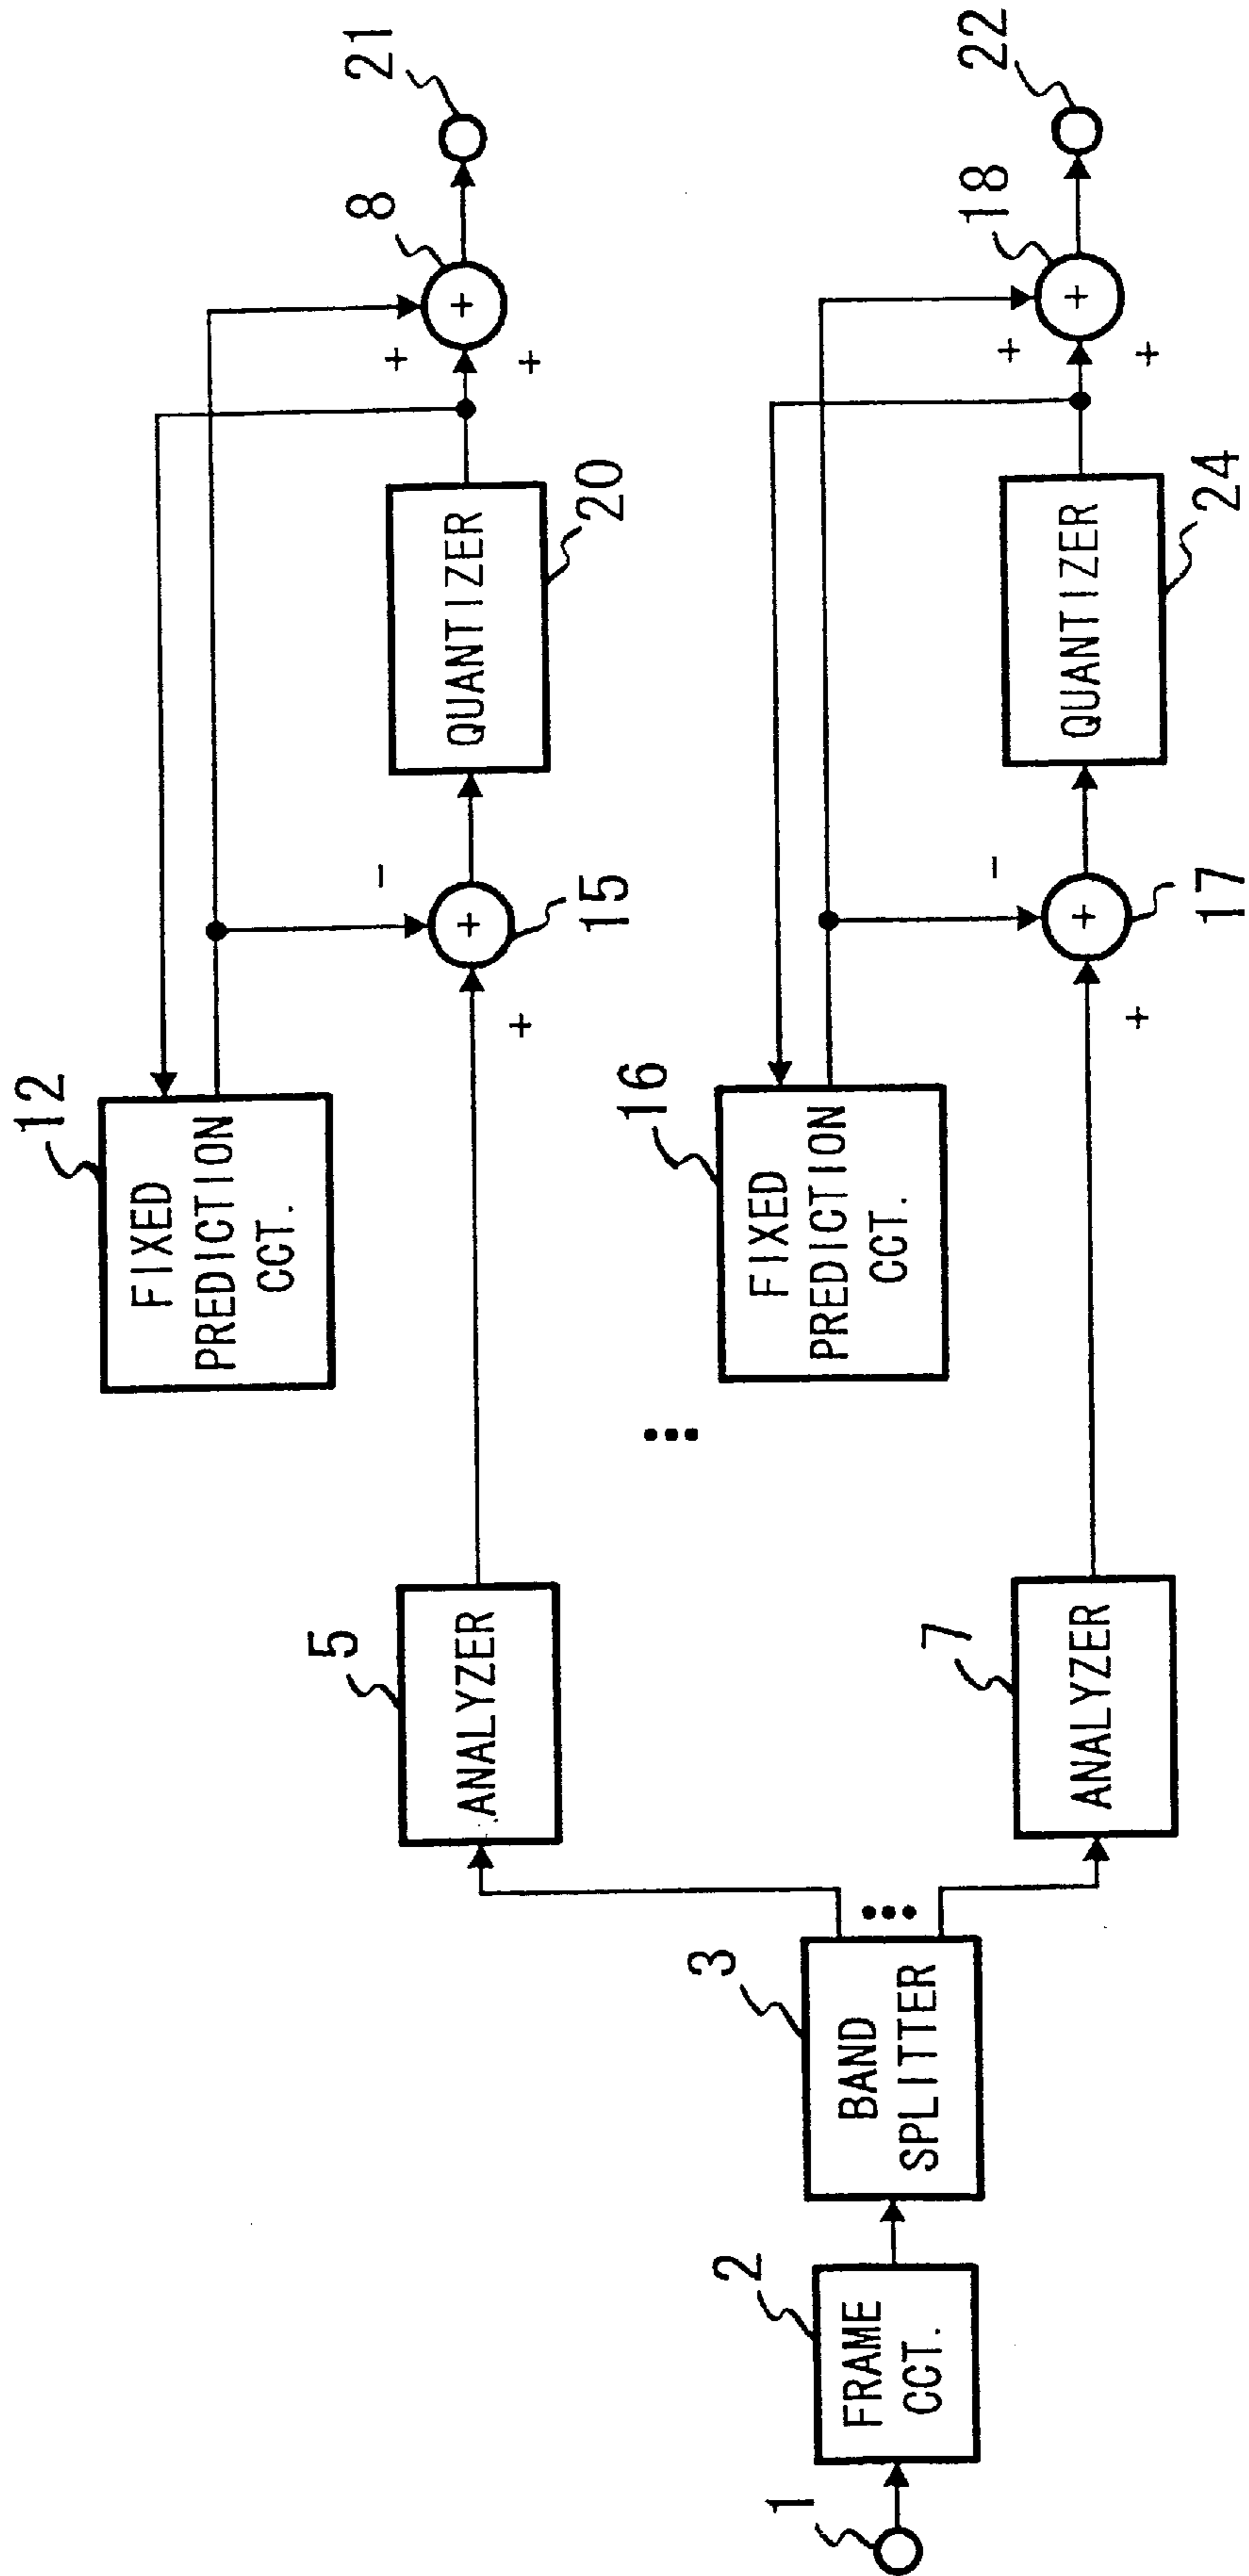 1
2
FRAME
CCT.
3
BAND
SPLITTER
5
ANALYZER
7
ANALYZER
12
FIXED
PREDICTION
CCT.
+
-
+
15
QUANTIZER
20
+
+
+
8
21
16
FIXED
PREDICTION
CCT.
+
-
+
17
QUANTIZER
24
+
+
+
18
22